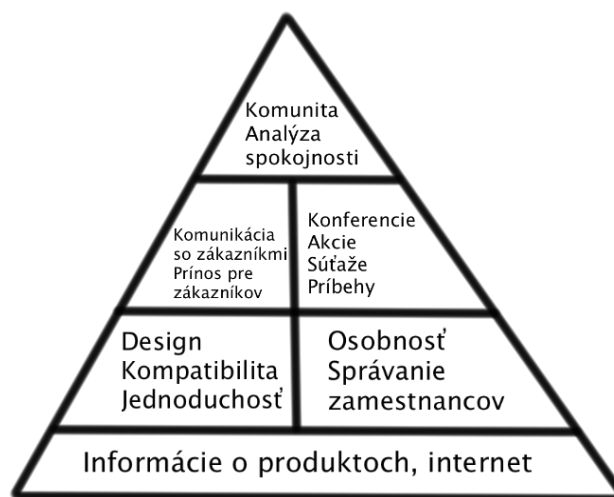 Komunita
Analýza
spokojnosti
Komunikácia
so zákazníkmi
Prínos pre
zákazníkov
Konferencie
Akcie
Súťaže
Príbehy
Design
Kompatibilita
Jednoduchosť
Osobnosť
Správanie
zamestnancov
Informácie o produktoch, internet